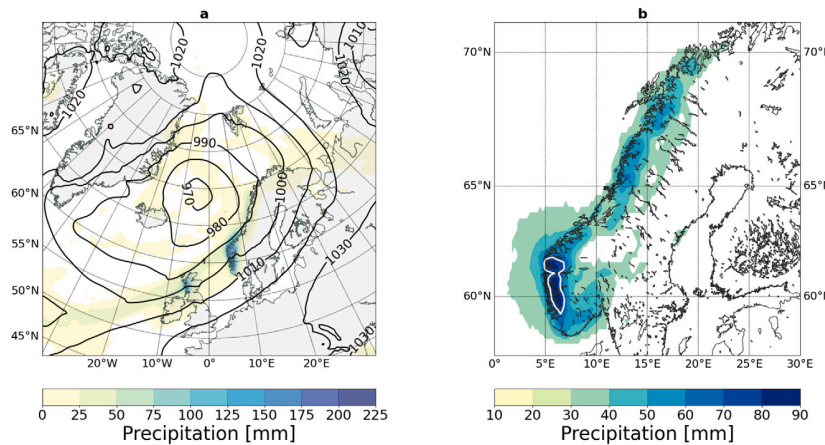 a
1020
1020
1010
1020
1020
990
1000
970
980
1010
1030
1030
65°N
60°N
55°N
50°N
45°N
20°W
10°W
0°
10°E
20°E
0 25 50 75 100 125 150 175 200 225
Precipitation [mm]
b
70°N
65°N
60°N
70°N
65°N
60°N
0°
5°E
10°E
15°E
20°E
25°E
30°E
10 20 30 40 50 60 70 80 90
Precipitation [mm]